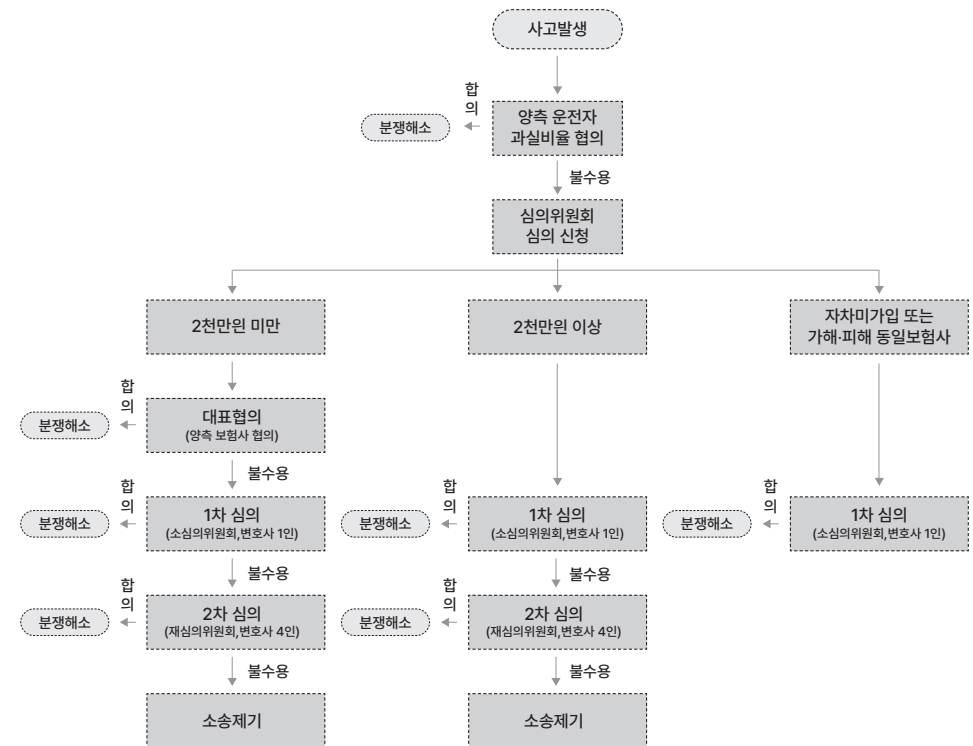 사고발생
합
의
분쟁해소
양측 운전자
과실비율 협의
불수용
심의위원회
심의 신청
2천만원 미만
2천만원 이상
자차미가입 또는
가해·피해 동일보험사
합
의
분쟁해소
대표협의
(양측 보험사 협의)
불수용
합
의
분쟁해소
1차 심의
(소심의위원회,변호사 1인)
합
의
분쟁해소
1차 심의
(소심의위원회,변호사 1인)
합
의
분쟁해소
1차 심의
(소심의위원회,변호사 1인)
불수용
불수용
합
의
분쟁해소
2차 심의
(재심의위원회,변호사 4인)
합
의
분쟁해소
2차 심의
(재심의위원회,변호사 4인)
불수용
불수용
소송제기
소송제기